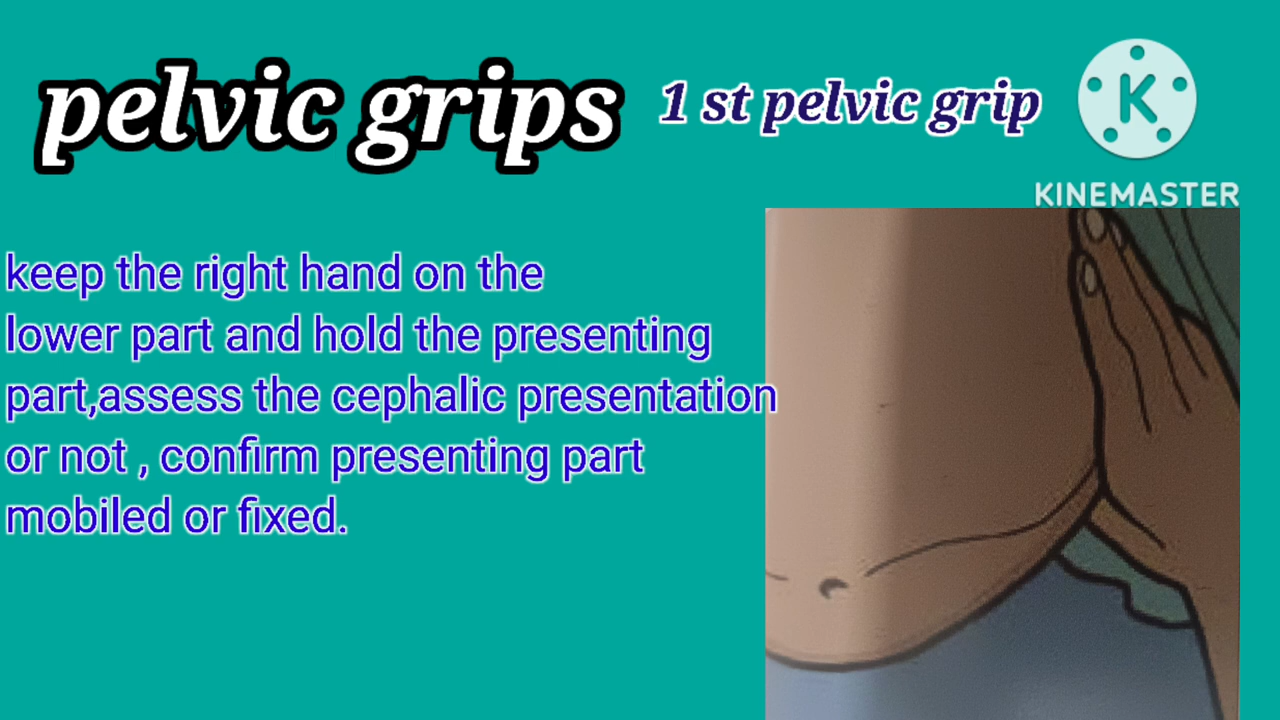 pelvic grips
1 st pelvic grip
K
KINEMASTER
keep the right hand on the
lower part and hold the presenting
part,assess the cephalic presentation
or not , confirm presenting part
mobiled or fixed.